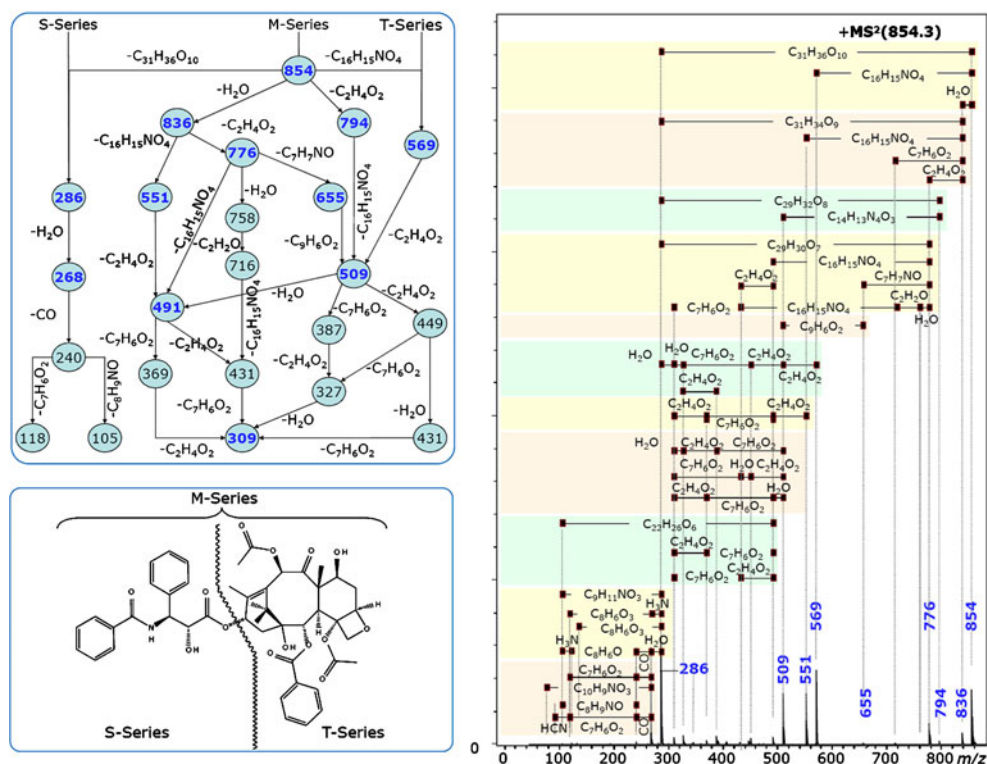 S-Series
M-Series
T-Series
-C31H36O10
854
-C16H15NO4
-H2O
-C2H4O2
836
794
-C2H4O2
-C16H15NO4
776
-C7H7NO
569
286
551
-H2O
655
-C16H15NO4
-C16H15NO4
758
-H2O
-C2H2O
-C9H6O2
-C2H4O2
268
-C2H4O2
716
509
-H2O
-C2H4O2
-CO
491
-C16H15NO4
-C7H6O2
387
449
-C7H6O2
-C2H4O2
240
369
431
-C2H4O2
327
-C7H6O2
-C7H6O2
-C8H9NO
-C7H6O2
-H2O
-H2O
118
105
309
431
-C2H4O2
-C7H6O2
M-Series
O
O
O
OH
O
O
N
H
OH
O
O
H
OH
O
O
O
O
O
S-Series
T-Series
+MS²(854.3)
C31H36O10
C16H15NO4
H2O
C31H34O9
C16H15NO4
C7H6O2
C2H4O2
C29H32O8
C14H13N4O3
C29H30O7
C16H15NO4
C2H4O2
C7H7NO
C7H6O2
C16H15NO4
C2H2O
H2O
C9H6O2
H2O
H2O
C7H6O2
C2H4O2
C2H4O2
C2H4O2
C2H4O2
C7H6O2
C2H4O2
H2O
C2H4O2
C7H6O2
C7H6O2
H2O
C2H4O2
C2H4O2
C7H6O2
H2O
C22H26O6
C2H4O2
C7H6O2
C7H6O2
C2H4O2
C9H11NO3
C8H6O3
H3N
C8H6O3
H3N
C8H6O
H2O
CO
C7H6O2
C10H9NO3
C8H9NO
HCN
C7H6O2
CO
286
509
551
569
655
776
794
836
854
0
0 100 200 300 400 500 600 700 800 m/z